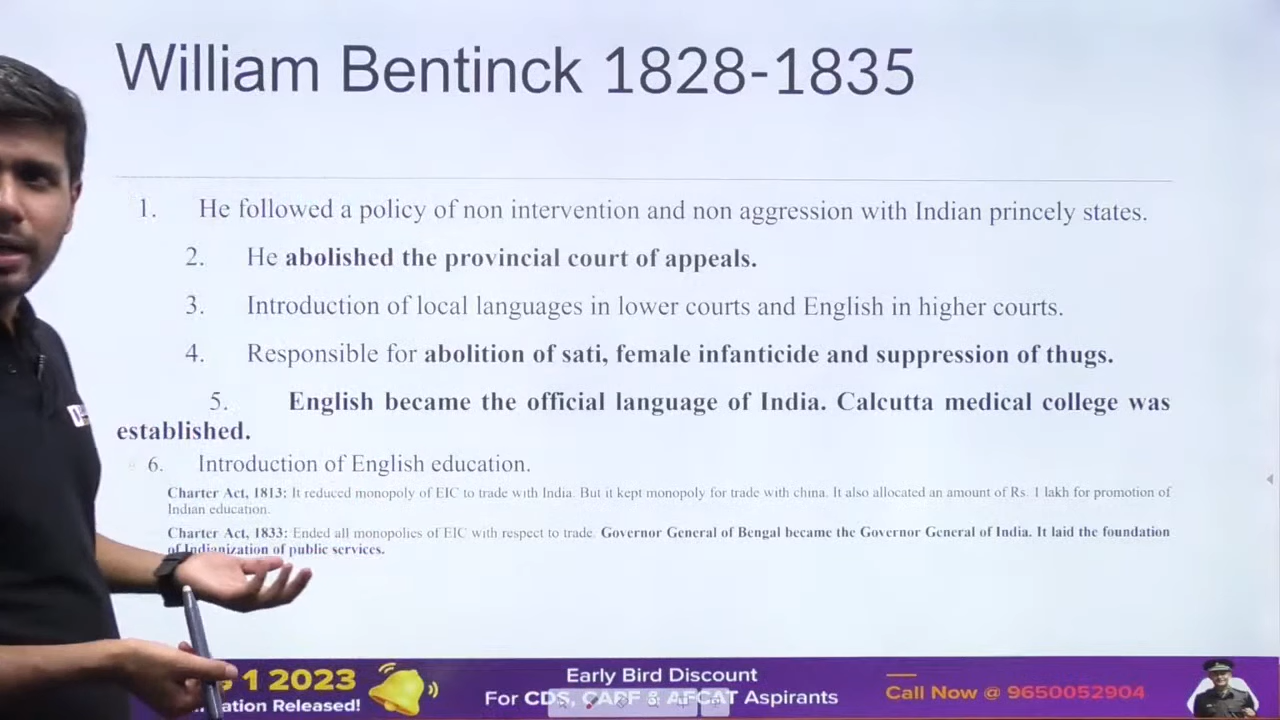 William Bentinck 1828-1835
1. He followed a policy of non intervention and non aggression with Indian princely states.
2. He abolished the provincial court of appeals.
3. Introduction of local languages in lower courts and English in higher courts.
4. Responsible for abolition of sati, female infanticide and suppression of thugs.
5. English became the official language of India. Calcutta medical college was
established.
6. Introduction of English education.
Charter Act, 1813: It reduced monopoly of EIC to trade with India. But it kept monopoly for trade with china. It also allocated an amount of Rs. 1 lakh for promotion of
Indian education.
Charter Act, 1833: Ended all monopolies of EIC with respect to trade. Governor General of Bengal became the Governor General of India. It laid the foundation
of Indianization of public services.
1 2023
Released!
Early Bird Discount
For CDS, CAPF & AFCAT Aspirants
Call Now @ 9650052904